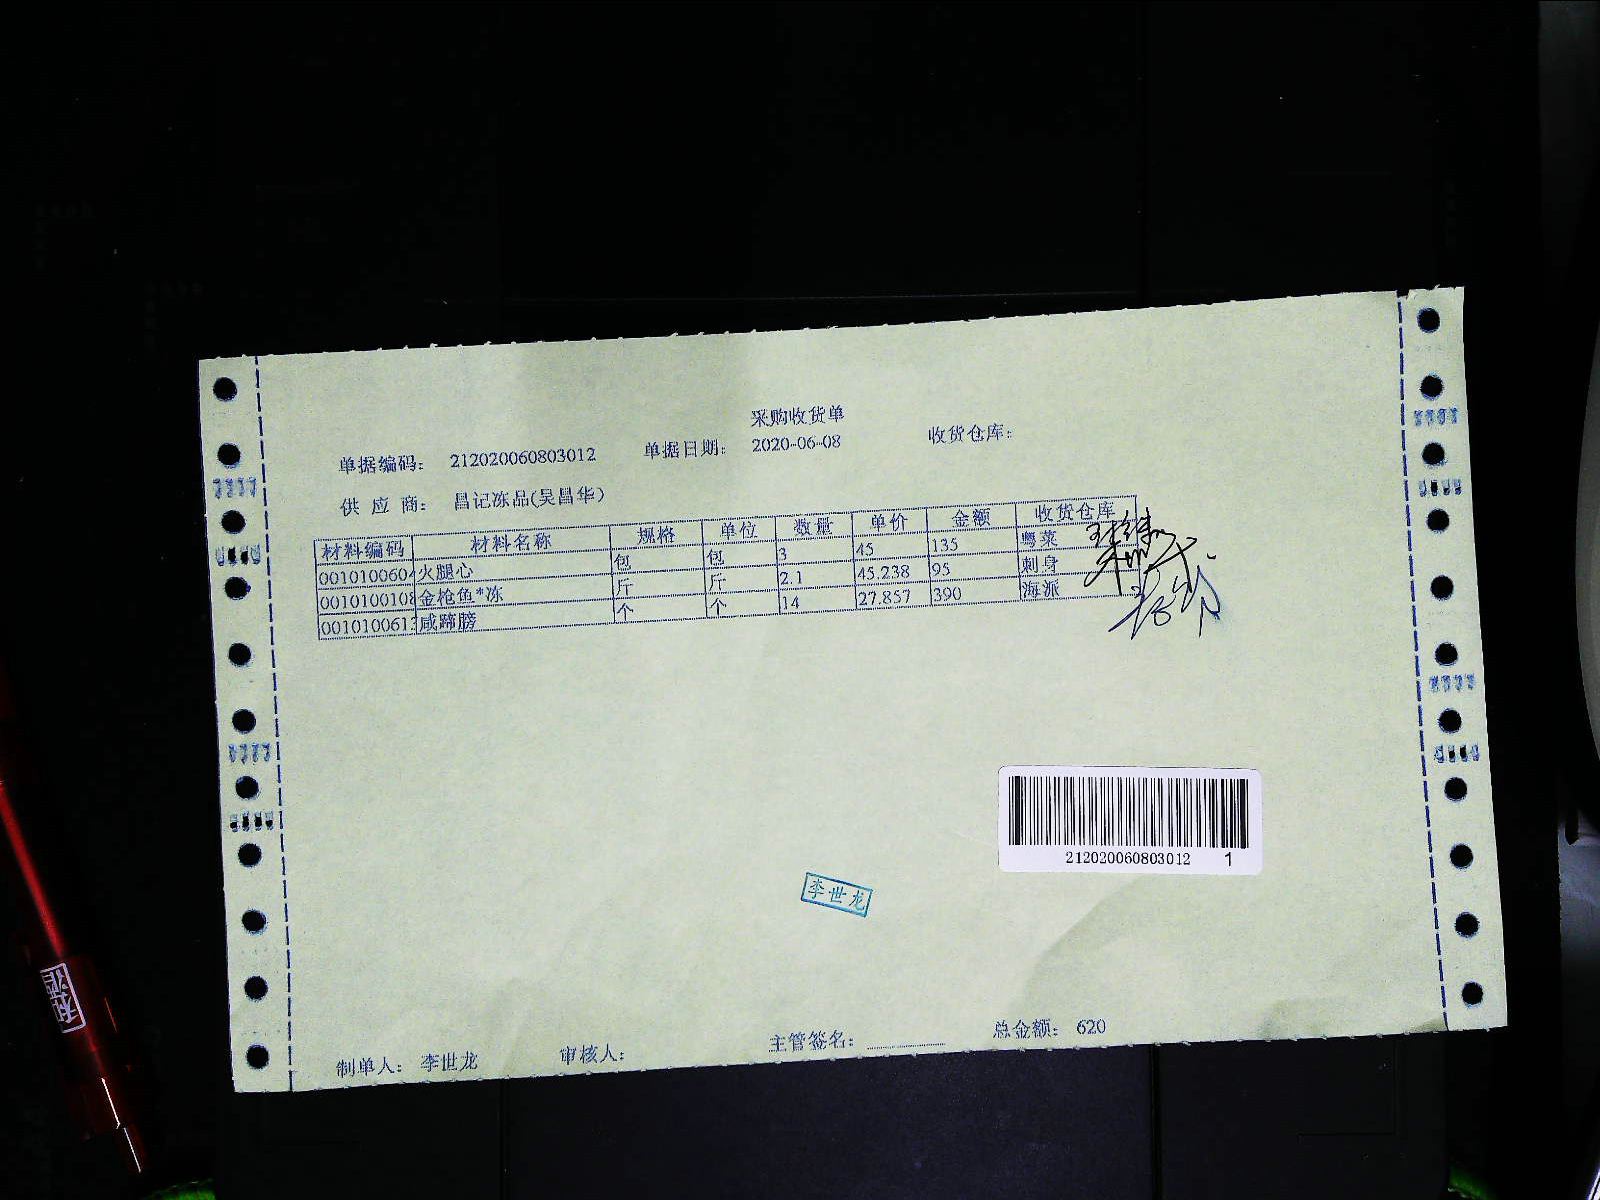 采购收货单
单据编码： 212020060803012 单据日期： 2020-06-08 收货仓库：
供 应 商： 昌记冻品(吴昌华)
材料编码 材料名称 规格 单位 数量 单价 金额 收货仓库
0010100604 火腿心 包 包 3 45 135 粤菜
0010100108 金枪鱼*冻 斤 斤 2.1 45.238 95 刺身
0010100613 咸蹄膀 个 个 14 27.857 390 海派
212020060803012 1
李世龙
制单人： 李世龙 审核人： 主管签名： 总金额： 620